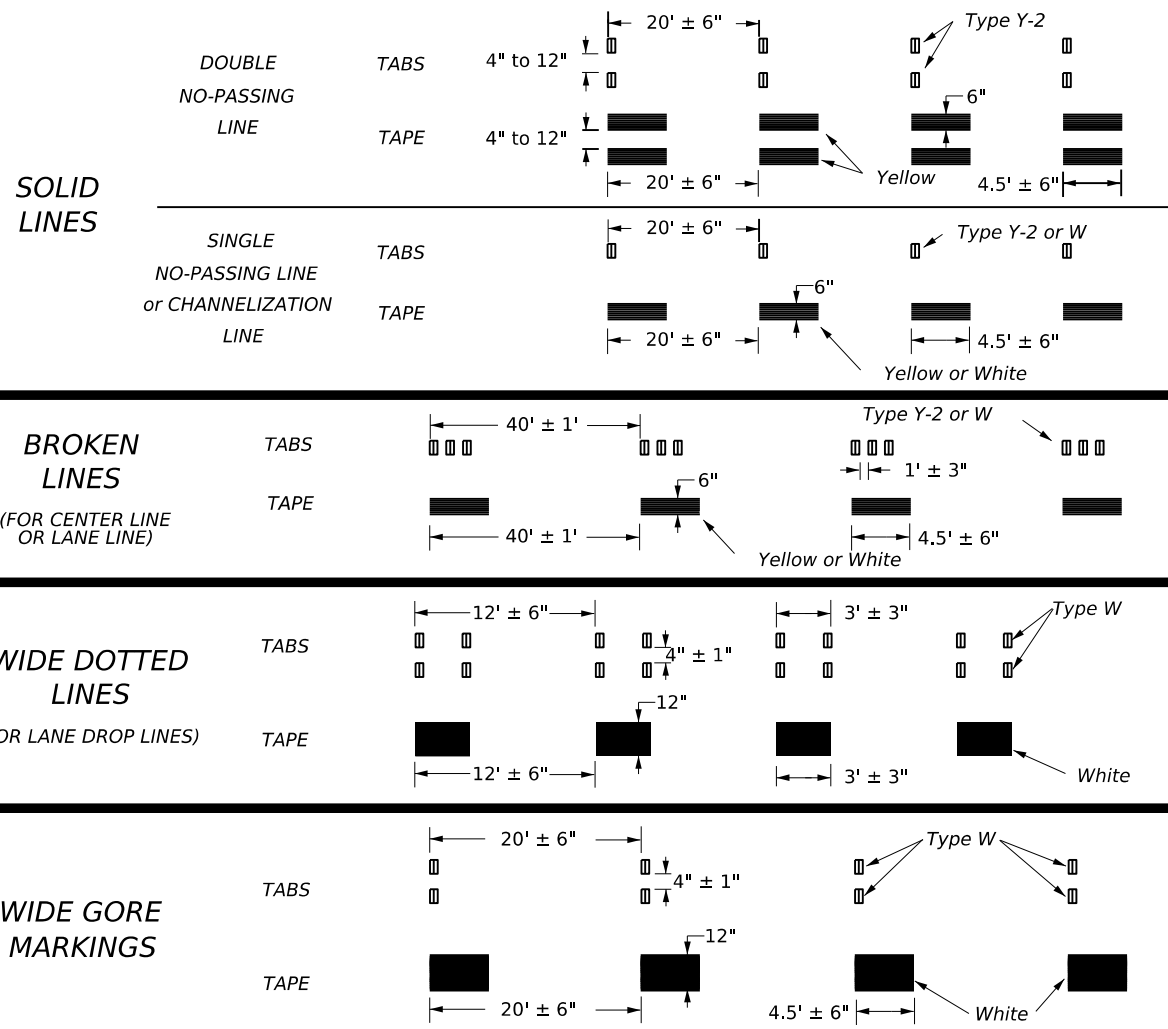 20' ± 6"
Type Y-2
DOUBLE
NO-PASSING
LINE
TABS
4" to 12"
6"
TAPE
4" to 12"
Yellow
20' ± 6"
4.5' ± 6"
SOLID
LINES
SINGLE
NO-PASSING LINE
or CHANNELIZATION
LINE
TABS
20' ± 6"
Type Y-2 or W
TAPE
6"
20' ± 6"
4.5' ± 6"
Yellow or White
BROKEN
LINES
(FOR CENTER LINE
OR LANE LINE)
TABS
40' ± 1'
Type Y-2 or W
1' ± 3"
TAPE
6"
40' ± 1'
4.5' ± 6"
Yellow or White
WIDE DOTTED
LINES
OR LANE DROP LINES)
TABS
12' ± 6"
3' ± 3"
Type W
4" ± 1"
TAPE
12"
12' ± 6"
3' ± 3"
White
WIDE GORE
MARKINGS
TABS
20' ± 6"
Type W
4" ± 1"
TAPE
12"
20' ± 6"
4.5' ± 6"
White